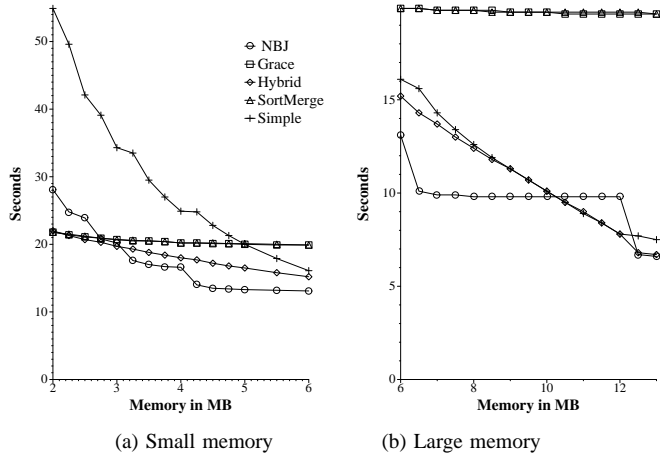 50
40
30
20
10
0
2
3
4
5
6
Seconds
Memory in MB
NBJ
Grace
Hybrid
SortMerge
Simple
(a) Small memory
15
10
5
0
6
8
10
12
Seconds
Memory in MB
(b) Large memory